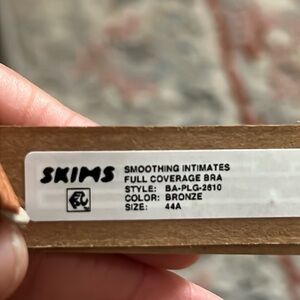 SKIMS
SMOOTHING INTIMATES
FULL COVERAGE BRA
STYLE: BA-PLG-2610
COLOR: BRONZE
SIZE: 44A